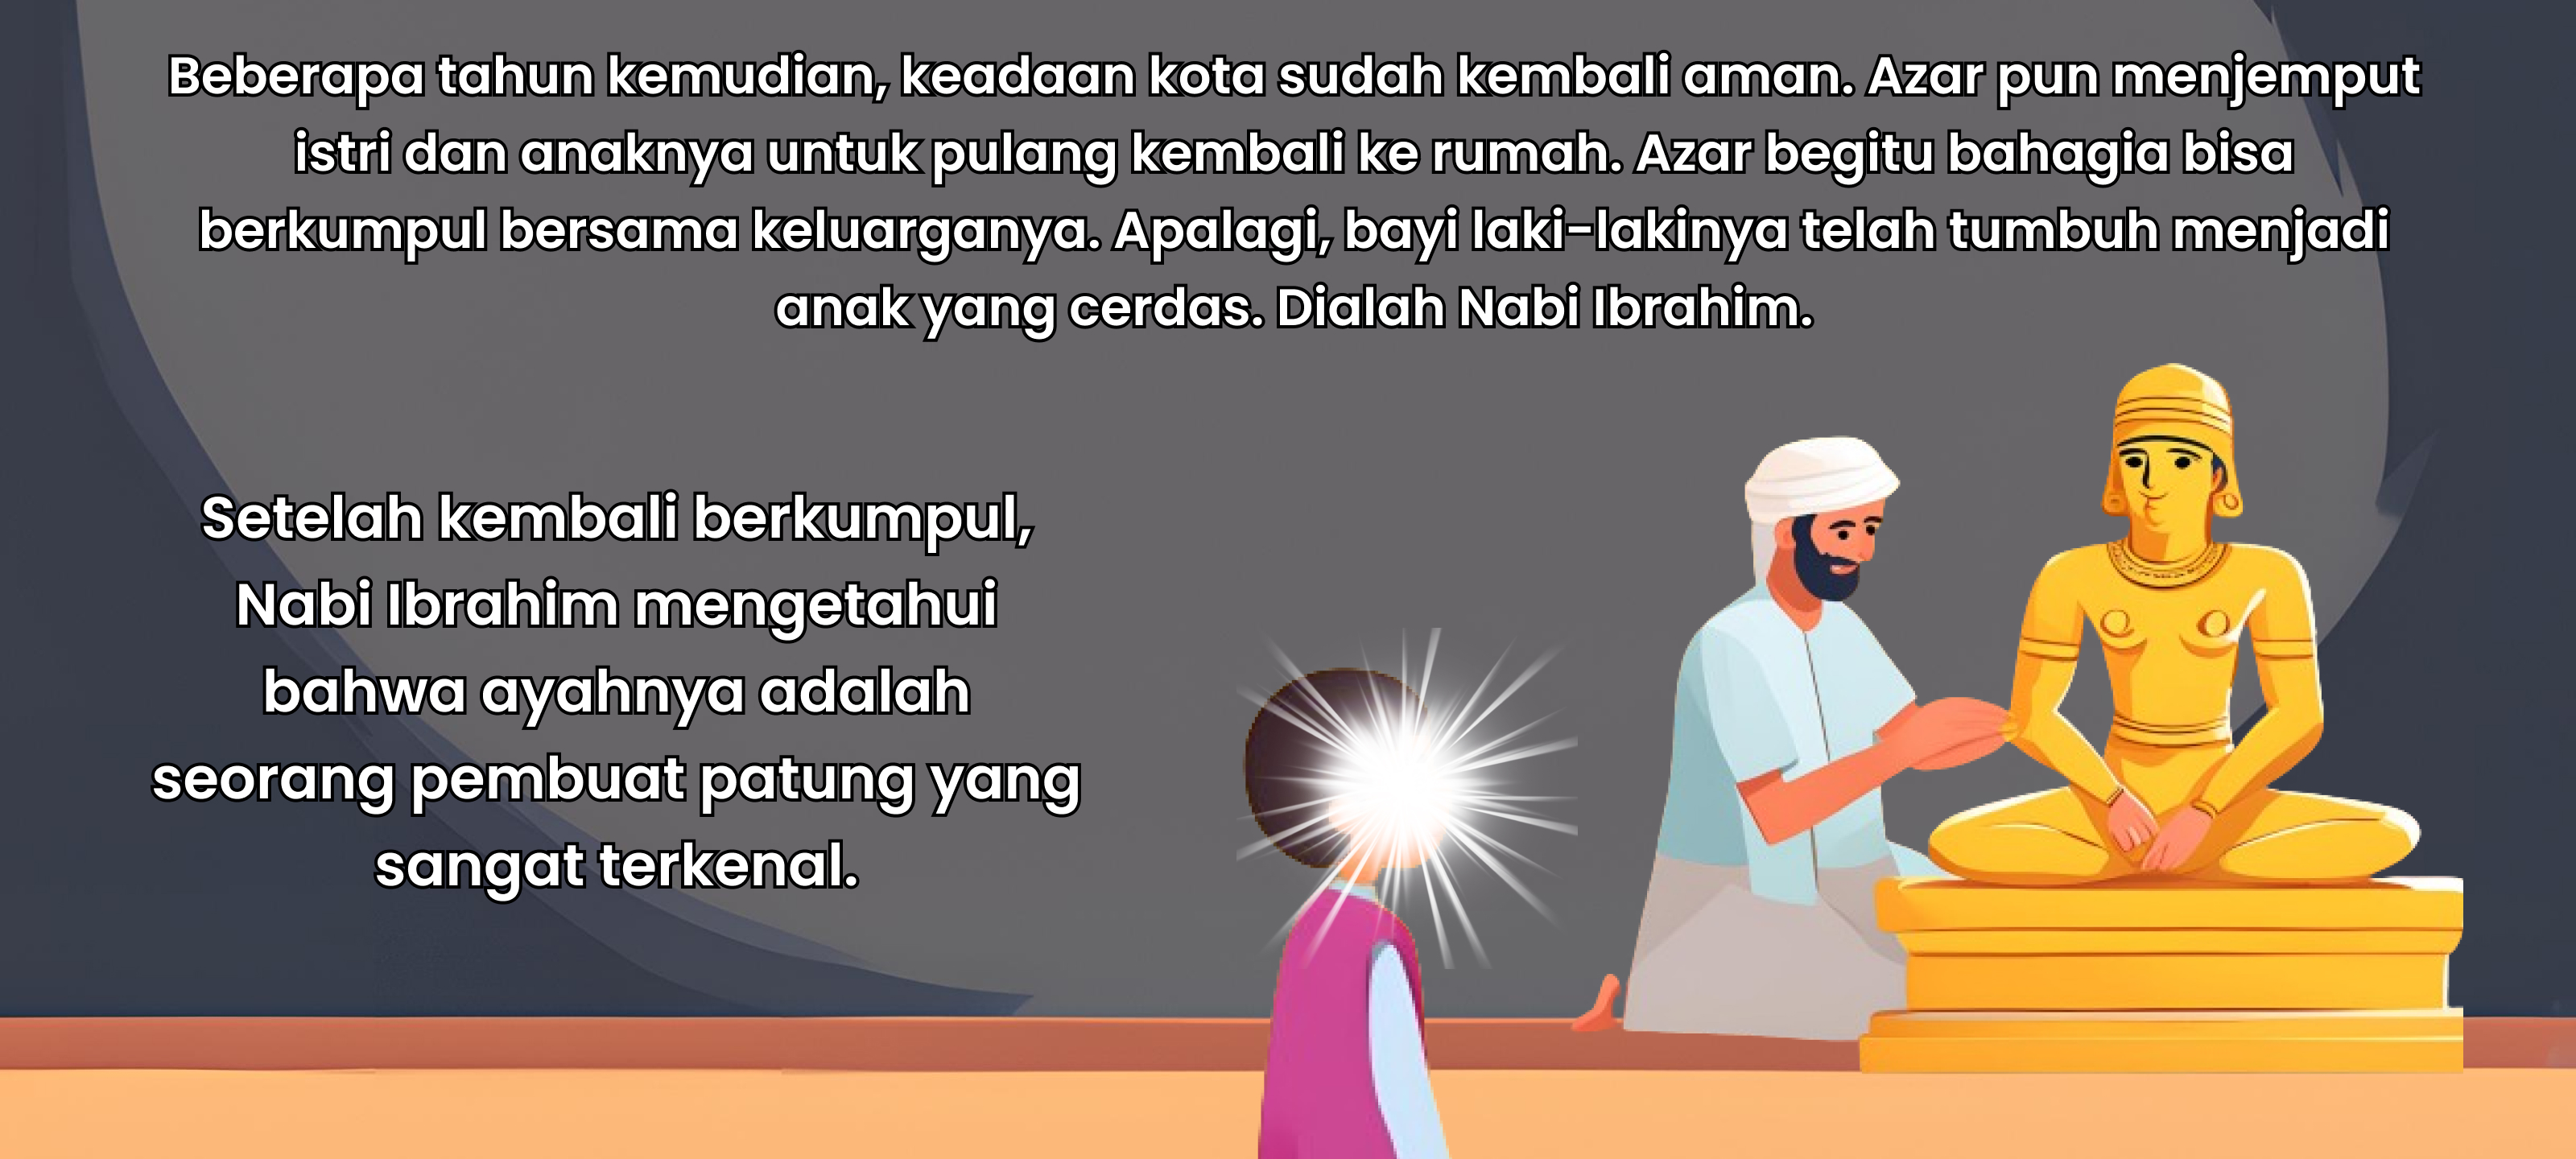 Beberapa tahun kemudian, keadaan kota sudah kembali aman. Azar pun menjemput
istri dan anaknya untuk pulang kembali ke rumah. Azar begitu bahagia bisa
berkumpul bersama keluarganya. Apalagi, bayi laki-lakinya telah tumbuh menjadi
anak yang cerdas. Dialah Nabi Ibrahim.
Setelah kembali berkumpul,
Nabi Ibrahim mengetahui
bahwa ayahnya adalah
seorang pembuat patung yang
sangat terkenal.